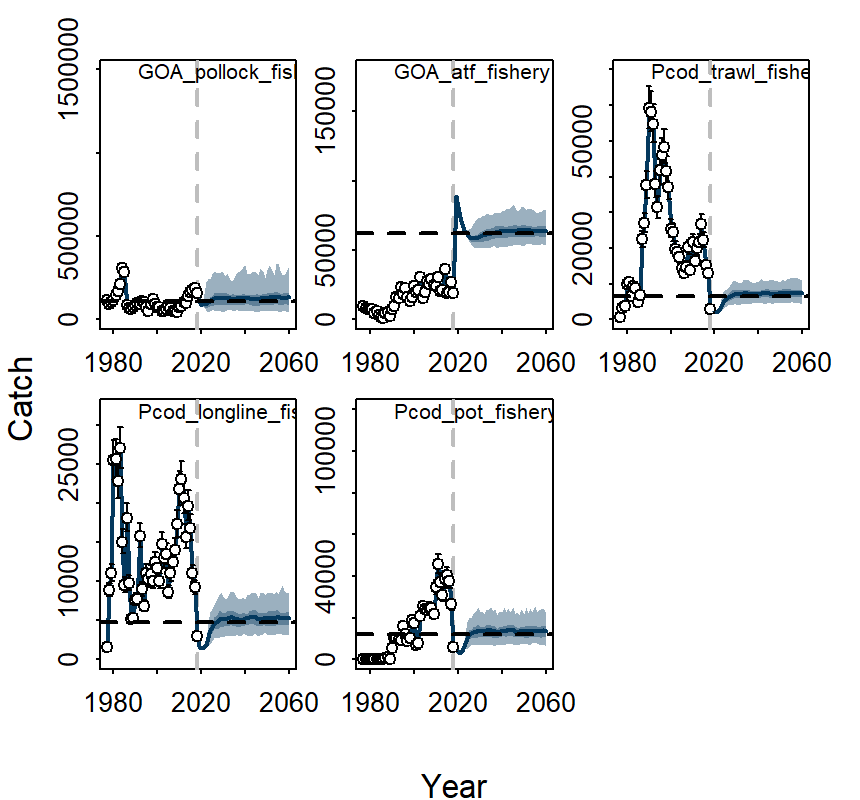 GOA_pollock_fis
GOA_atf_fishery
Pcod_trawl_fishe
1500000
500000
0
150000
50000
0
50000
20000
0
1980 2020 2060
1980 2020 2060
1980 2020 2060
Catch
Pcod_longline_fis
Pcod_pot_fishery
25000
10000
0
100000
40000
0
1980 2020 2060
1980 2020 2060
Year